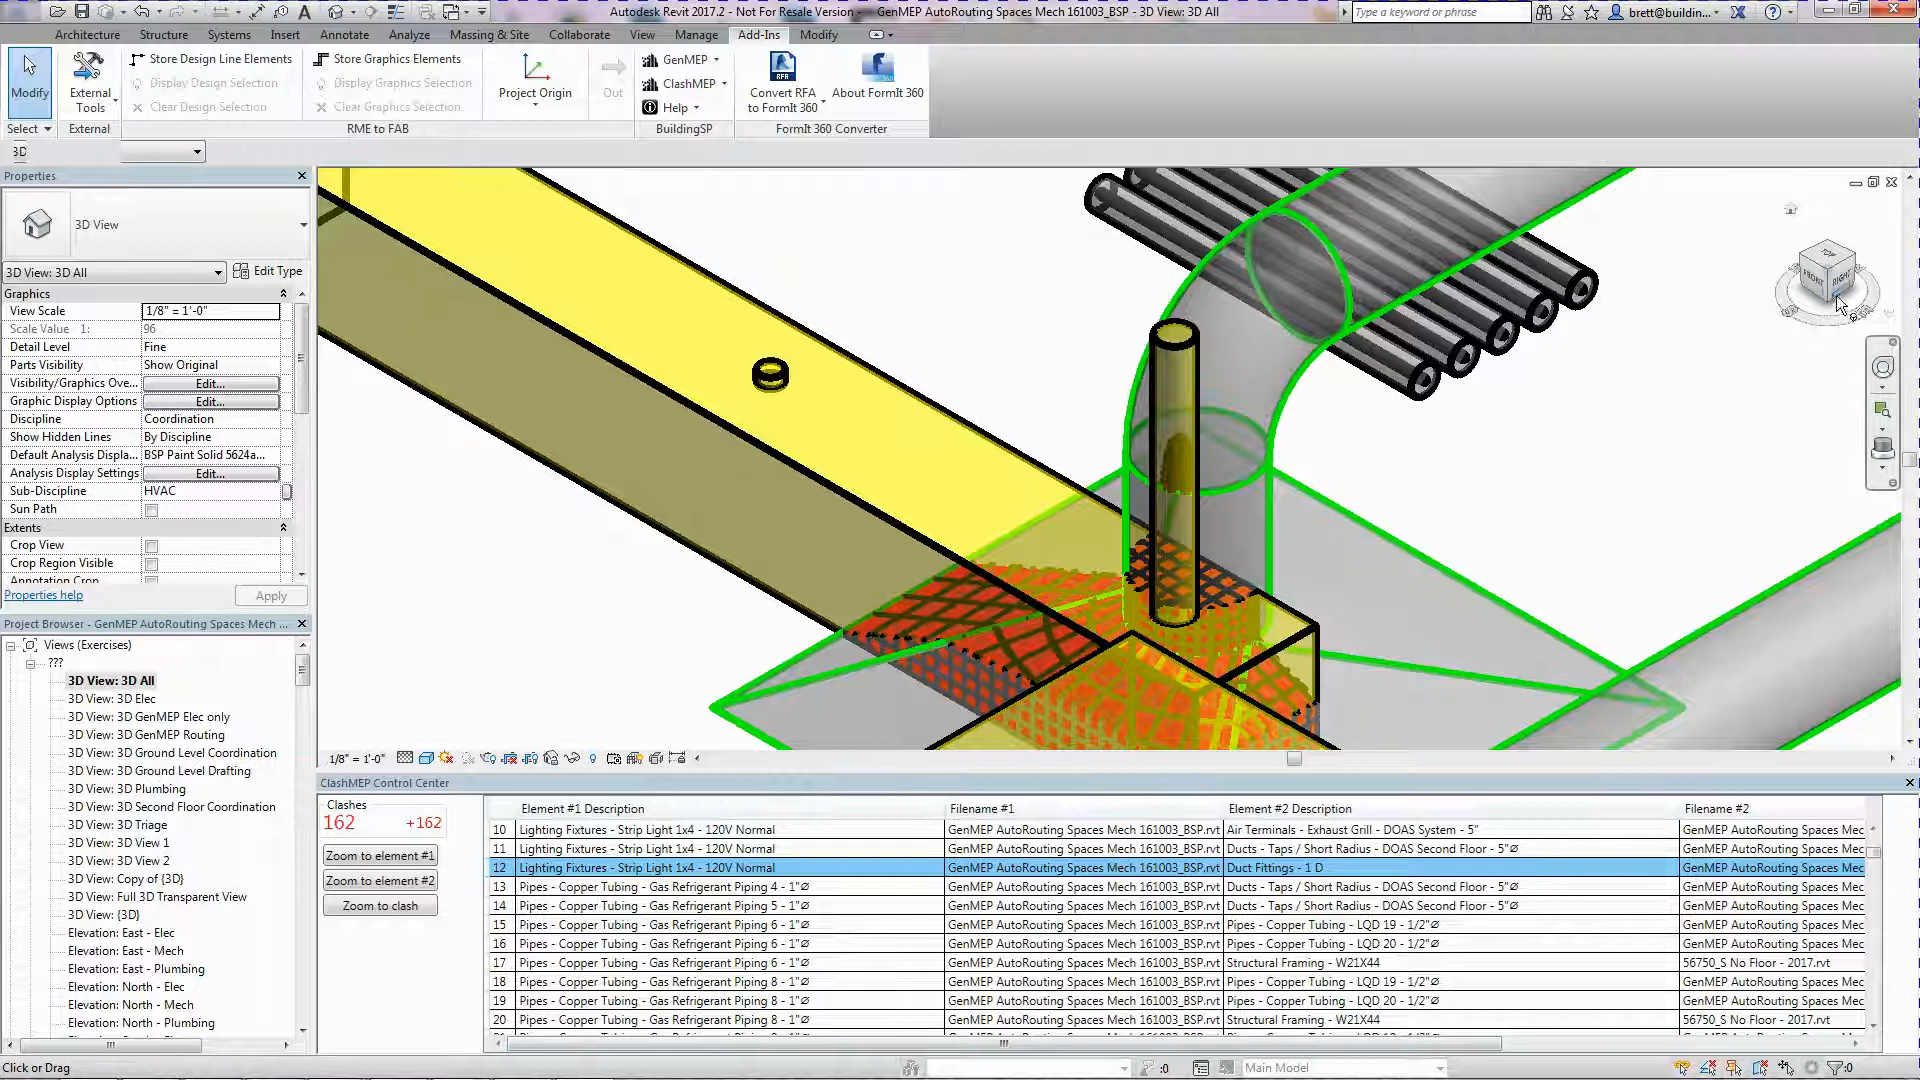 Autodesk Revit 2017.2 - Not For Resale Version - GenMEP AutoRouting Spaces Mech 161003_BSP - 3D View: 3D All
Type a keyword or phrase
brett@buildin...
Architecture Structure Systems Insert Annotate Analyze Massing & Site Collaborate View Manage Add-Ins Modify
Modify
External Tools
Store Design Line Elements
Display Design Selection
Clear Design Selection
Store Graphics Elements
Display Graphics Selection
Clear Graphics Selection
Project Origin
Out
GenMEP
ClashMEP
Help
Convert RFA to FormIt 360
About FormIt 360
Select External RME to FAB BuildingSP FormIt 360 Converter
3D
Properties
3D View
3D View: 3D All Edit Type
Graphics
View Scale 1/8" = 1'-0"
Scale Value 1: 96
Detail Level Fine
Parts Visibility Show Original
Visibility/Graphics Ove... Edit...
Graphic Display Options Edit...
Discipline Coordination
Show Hidden Lines By Discipline
Default Analysis Displa... BSP Paint Solid 5624a...
Analysis Display Settings Edit...
Sub-Discipline HVAC
Sun Path
Extents
Crop View
Crop Region Visible
Annotation Crop
Properties help Apply
Project Browser - GenMEP AutoRouting Spaces Mech ...
Views (Exercises)
???
3D View: 3D All
3D View: 3D Elec
3D View: 3D GenMEP Elec only
3D View: 3D GenMEP Routing
3D View: 3D Ground Level Coordination
3D View: 3D Ground Level Drafting
3D View: 3D Plumbing
3D View: 3D Second Floor Coordination
3D View: 3D Triage
3D View: 3D View 1
3D View: 3D View 2
3D View: Copy of {3D}
3D View: Full 3D Transparent View
3D View: {3D}
Elevation: East - Elec
Elevation: East - Mech
Elevation: East - Plumbing
Elevation: North - Elec
Elevation: North - Mech
Elevation: North - Plumbing
TOP
FRONT RIGHT
1/8" = 1'-0"
ClashMEP Control Center
Clashes
162 +162
Zoom to element #1
Zoom to element #2
Zoom to clash
Element #1 Description Filename #1 Element #2 Description Filename #2
10 Lighting Fixtures - Strip Light 1x4 - 120V Normal GenMEP AutoRouting Spaces Mech 161003_BSP.rvt Air Terminals - Exhaust Grill - DOAS System - 5" GenMEP AutoRouting Spaces Mec
11 Lighting Fixtures - Strip Light 1x4 - 120V Normal GenMEP AutoRouting Spaces Mech 161003_BSP.rvt Ducts - Taps / Short Radius - DOAS Second Floor - 5"⌀ GenMEP AutoRouting Spaces Mec
12 Lighting Fixtures - Strip Light 1x4 - 120V Normal GenMEP AutoRouting Spaces Mech 161003_BSP.rvt Duct Fittings - 1 D GenMEP AutoRouting Spaces Mec
13 Pipes - Copper Tubing - Gas Refrigerant Piping 4 - 1"⌀ GenMEP AutoRouting Spaces Mech 161003_BSP.rvt Ducts - Taps / Short Radius - DOAS Second Floor - 5"⌀ GenMEP AutoRouting Spaces Mec
14 Pipes - Copper Tubing - Gas Refrigerant Piping 5 - 1"⌀ GenMEP AutoRouting Spaces Mech 161003_BSP.rvt Ducts - Taps / Short Radius - DOAS Second Floor - 5"⌀ GenMEP AutoRouting Spaces Mec
15 Pipes - Copper Tubing - Gas Refrigerant Piping 6 - 1"⌀ GenMEP AutoRouting Spaces Mech 161003_BSP.rvt Pipes - Copper Tubing - LQD 19 - 1/2"⌀ GenMEP AutoRouting Spaces Mec
16 Pipes - Copper Tubing - Gas Refrigerant Piping 6 - 1"⌀ GenMEP AutoRouting Spaces Mech 161003_BSP.rvt Pipes - Copper Tubing - LQD 20 - 1/2"⌀ GenMEP AutoRouting Spaces Mec
17 Pipes - Copper Tubing - Gas Refrigerant Piping 6 - 1"⌀ GenMEP AutoRouting Spaces Mech 161003_BSP.rvt Structural Framing - W21X44 56750_S No Floor - 2017.rvt
18 Pipes - Copper Tubing - Gas Refrigerant Piping 8 - 1"⌀ GenMEP AutoRouting Spaces Mech 161003_BSP.rvt Pipes - Copper Tubing - LQD 19 - 1/2"⌀ GenMEP AutoRouting Spaces Mec
19 Pipes - Copper Tubing - Gas Refrigerant Piping 8 - 1"⌀ GenMEP AutoRouting Spaces Mech 161003_BSP.rvt Pipes - Copper Tubing - LQD 20 - 1/2"⌀ GenMEP AutoRouting Spaces Mec
20 Pipes - Copper Tubing - Gas Refrigerant Piping 8 - 1"⌀ GenMEP AutoRouting Spaces Mech 161003_BSP.rvt Structural Framing - W21X44 56750_S No Floor - 2017.rvt
Click or Drag :0 Main Model :0